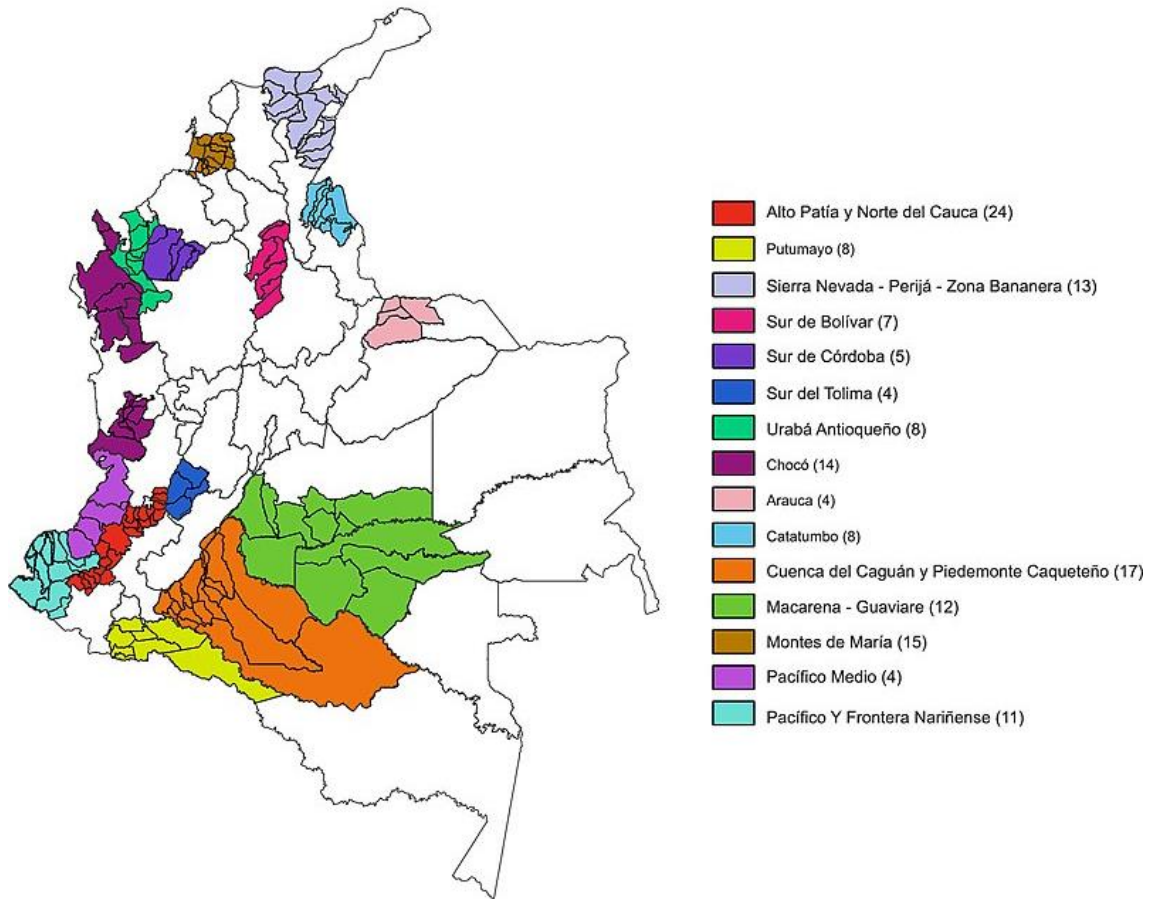 Alto Patía y Norte del Cauca (24)
Putumayo (8)
Sierra Nevada - Perijá - Zona Bananera (13)
Sur de Bolívar (7)
Sur de Córdoba (5)
Sur del Tolima (4)
Urabá Antioqueño (8)
Chocó (14)
Arauca (4)
Catatumbo (8)
Cuenca del Caguán y Piedemonte Caqueteño (17)
Macarena - Guaviare (12)
Montes de María (15)
Pacífico Medio (4)
Pacífico Y Frontera Nariñense (11)